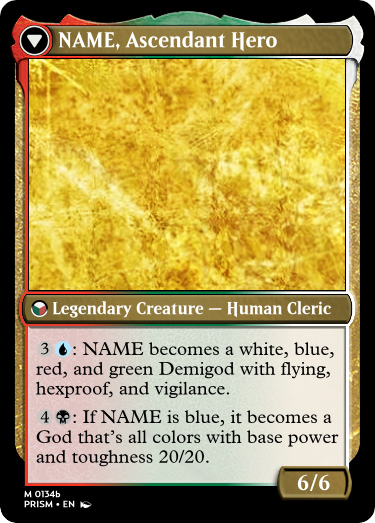 NAME, Ascendant Hero
Legendary Creature — Human Cleric
3 : NAME becomes a white, blue,
red, and green Demigod with flying,
hexproof, and vigilance.
4 : If NAME is blue, it becomes a
God that's all colors with base power
and toughness 20/20.
6/6
M 0134b
PRISM • EN